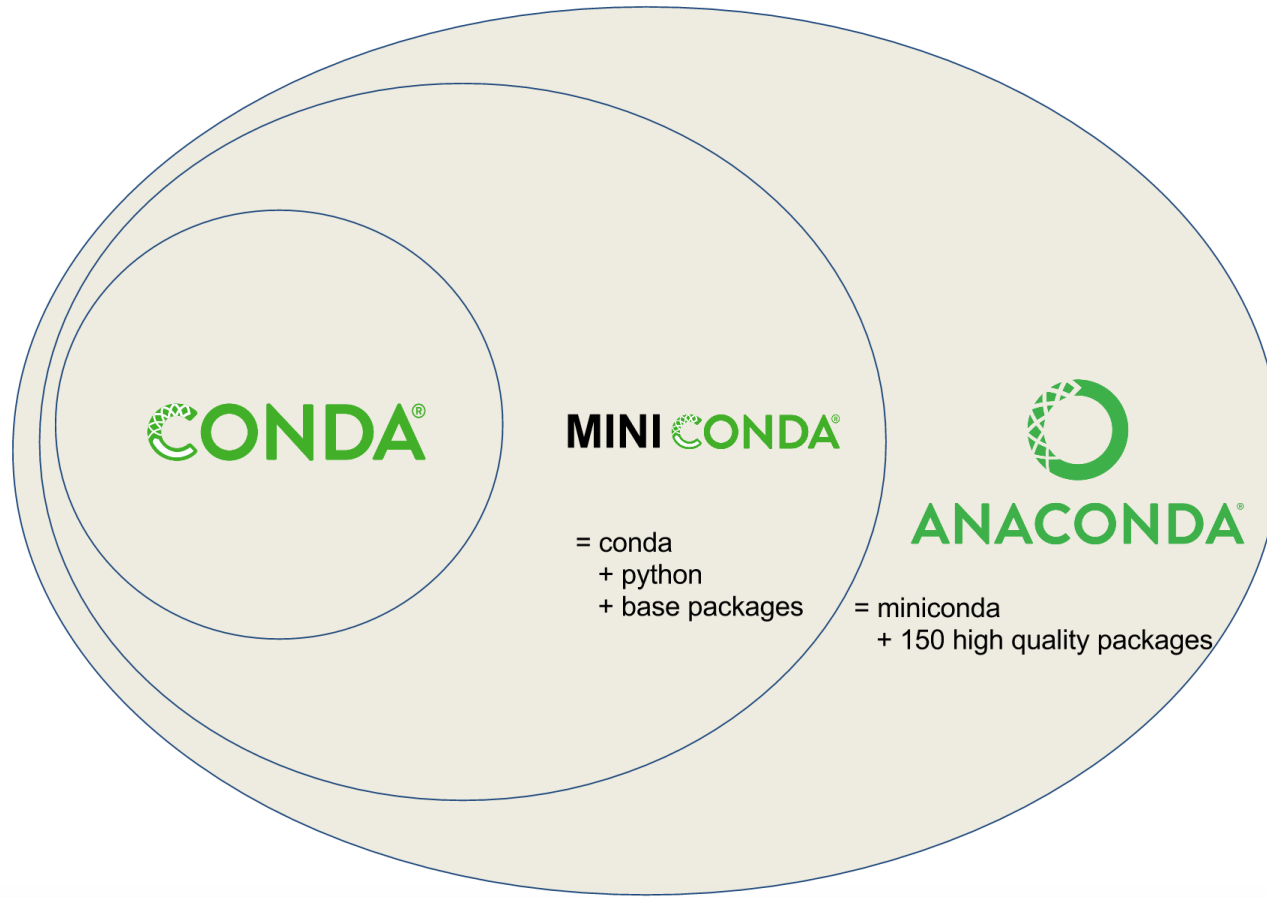 CONDA®
MINI CONDA®
= conda
+ python
+ base packages
ANACONDA®
= miniconda
+ 150 high quality packages